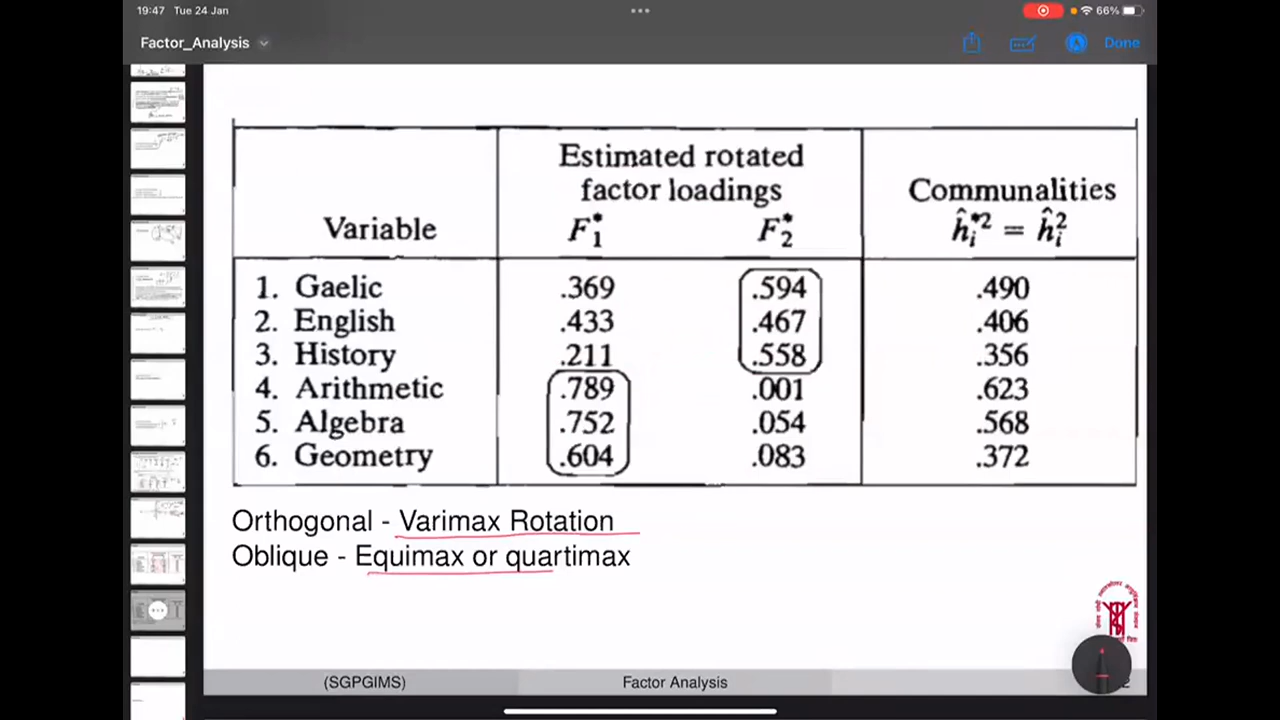 19:47 Tue 24 Jan
66%
Factor_Analysis
Done
Estimated rotated
factor loadings
Communalities
Variable F₁* F₂* ĥᵢ*² = ĥᵢ²
1. Gaelic .369 .594 .490
2. English .433 .467 .406
3. History .211 .558 .356
4. Arithmetic .789 .001 .623
5. Algebra .752 .054 .568
6. Geometry .604 .083 .372
Orthogonal - Varimax Rotation
Oblique - Equimax or quartimax
(SGPGIMS) Factor Analysis